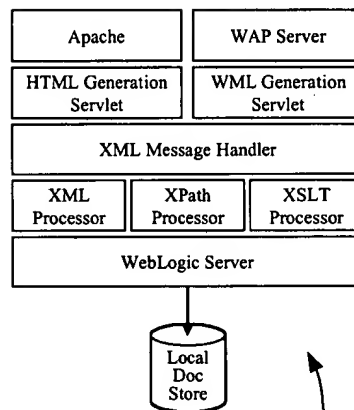 Apache
WAP Server
HTML Generation
Servlet
WML Generation
Servlet
XML Message Handler
XML
Processor
XPath
Processor
XSLT
Processor
WebLogic Server
Local
Doc
Store